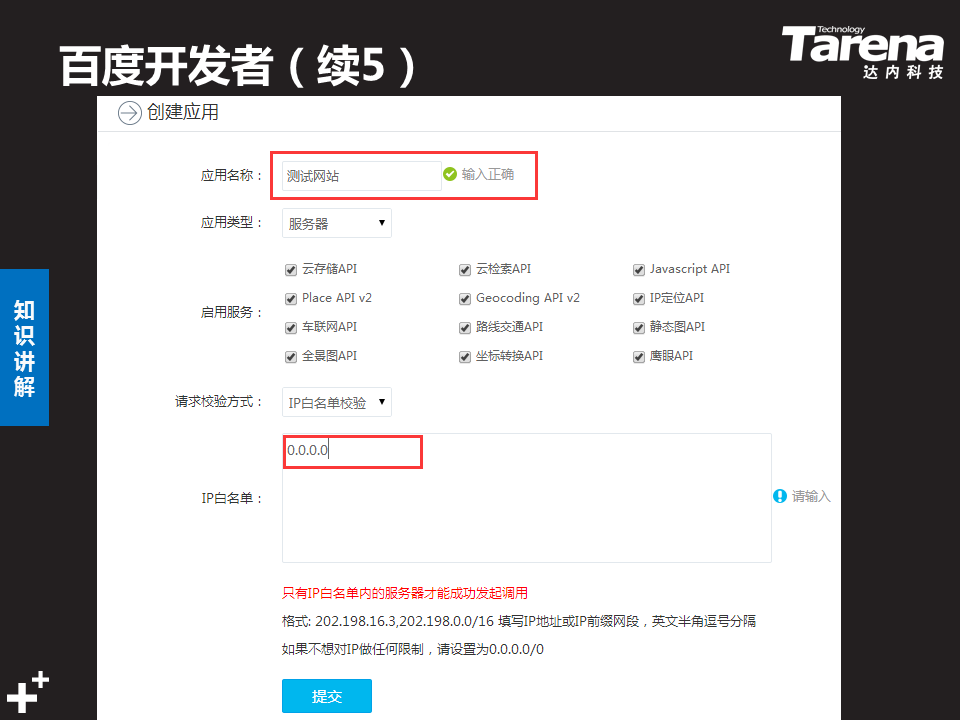 百度开发者（续5）
Technology
Tarena
达内科技
创建应用
应用名称： 测试网站 输入正确
应用类型： 服务器
启用服务：
云存储API 云检索API Javascript API
Place API v2 Geocoding API v2 IP定位API
车联网API 路线交通API 静态图API
全景图API 坐标转换API 鹰眼API
知识讲解
请求校验方式： IP白名单校验
0.0.0.0
IP白名单： 请输入
只有IP白名单内的服务器才能成功发起调用
格式: 202.198.16.3,202.198.0.0/16 填写IP地址或IP前缀网段，英文半角逗号分隔
如果不想对IP做任何限制，请设置为0.0.0.0/0
提交